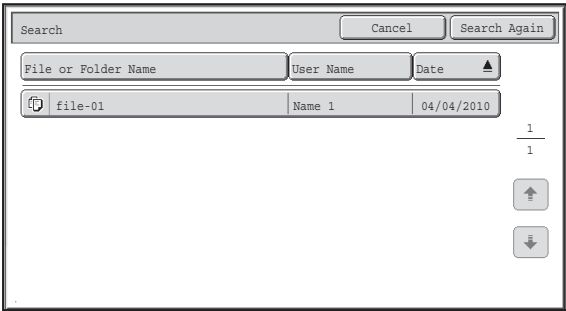 Search Cancel Search Again
File or Folder Name User Name Date ▲
file-01 Name 1 04/04/2010
1
1